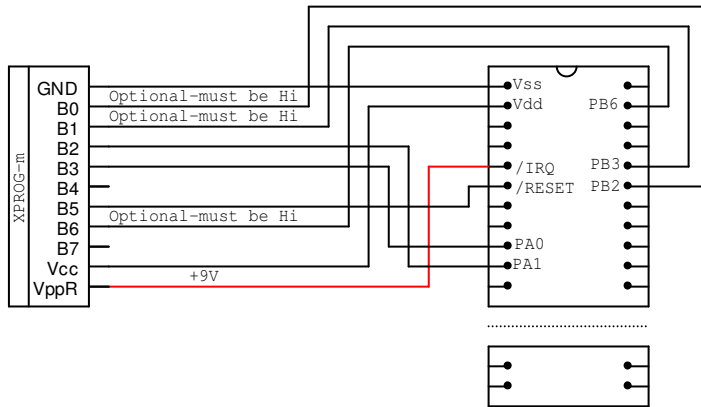 XPROG-m
GND
B0
B1
B2
B3
B4
B5
B6
B7
Vcc
VppR
Optional-must be Hi
Optional-must be Hi
Optional-must be Hi
+9V
Vss
Vdd
/IRQ
/RESET
PA0
PA1
PB6
PB3
PB2